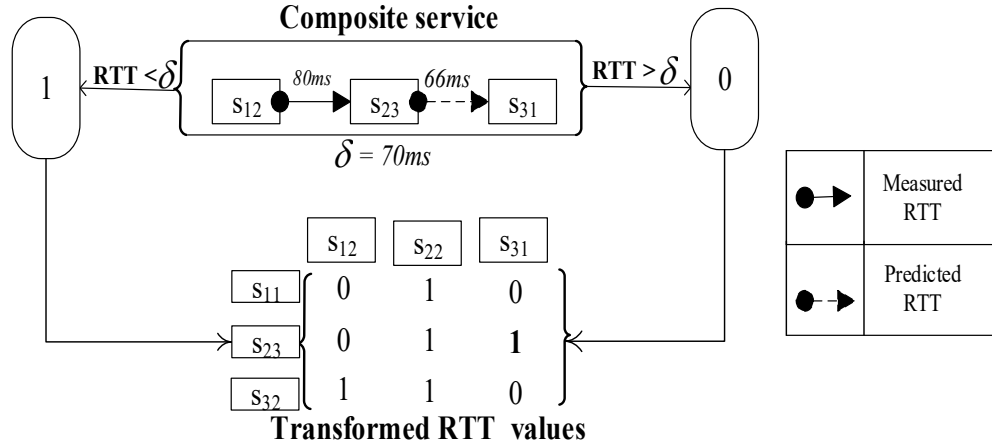 Composite service
1
RTT <δ
80ms
66ms
RTT >δ
0
s12
s23
s31
δ = 70ms
Measured
RTT
Predicted
RTT
s12 s22 s31
s11 0 1 0
s23 0 1 1
s32 1 1 0
Transformed RTT values